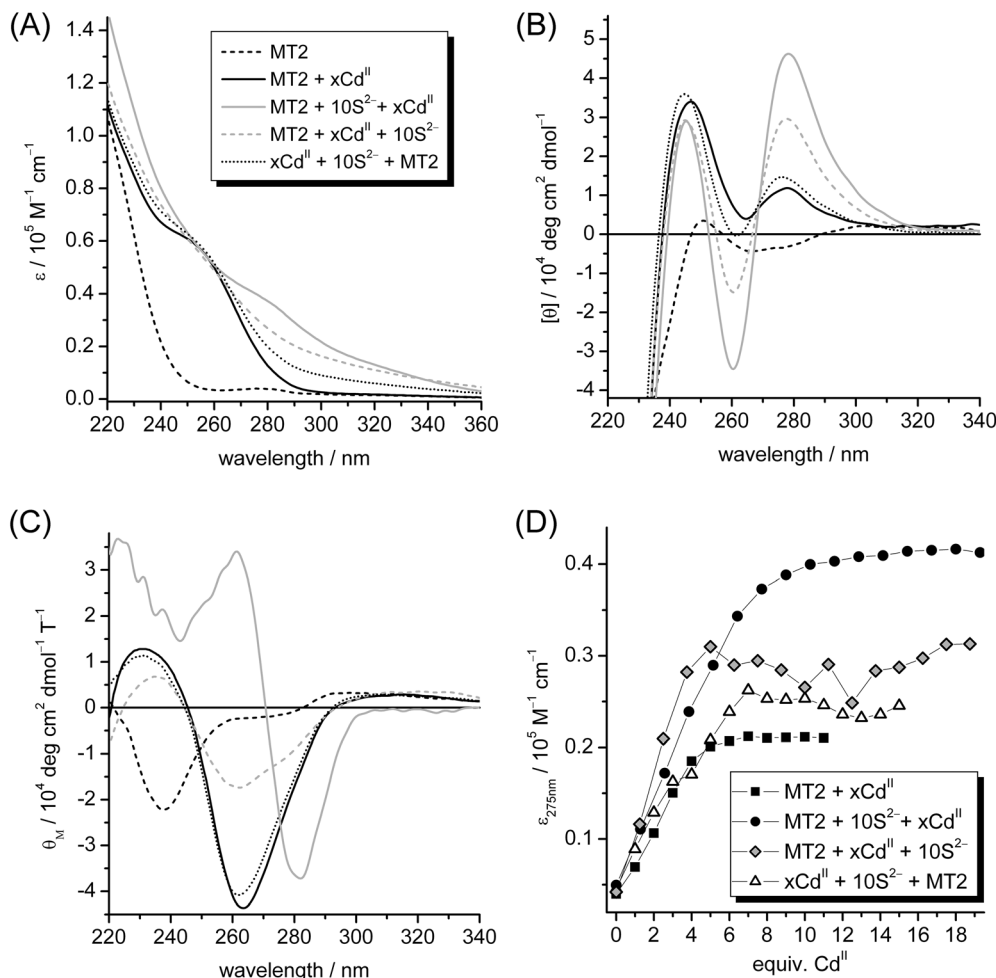 (A)
1.4
1.2
1.0
0.8
0.6
0.4
0.2
0.0
220 240 260 280 300 320 340 360
wavelength / nm
ε / 10⁵ M⁻¹ cm⁻¹
MT2
MT2 + xCdᴵᴵ
MT2 + 10S²⁻ + xCdᴵᴵ
MT2 + xCdᴵᴵ + 10S²⁻
xCdᴵᴵ + 10S²⁻ + MT2
(B)
5
4
3
2
1
0
-1
-2
-3
-4
220 240 260 280 300 320 340
wavelength / nm
[θ] / 10⁴ deg cm² dmol⁻¹
(C)
3
2
1
0
-1
-2
-3
-4
220 240 260 280 300 320 340
wavelength / nm
θM / 10⁴ deg cm² dmol⁻¹ T⁻¹
(D)
0.4
0.3
0.2
0.1
0 2 4 6 8 10 12 14 16 18
equiv. Cdᴵᴵ
ε275nm / 10⁵ M⁻¹ cm⁻¹
MT2 + xCdᴵᴵ
MT2 + 10S²⁻ + xCdᴵᴵ
MT2 + xCdᴵᴵ + 10S²⁻
xCdᴵᴵ + 10S²⁻ + MT2